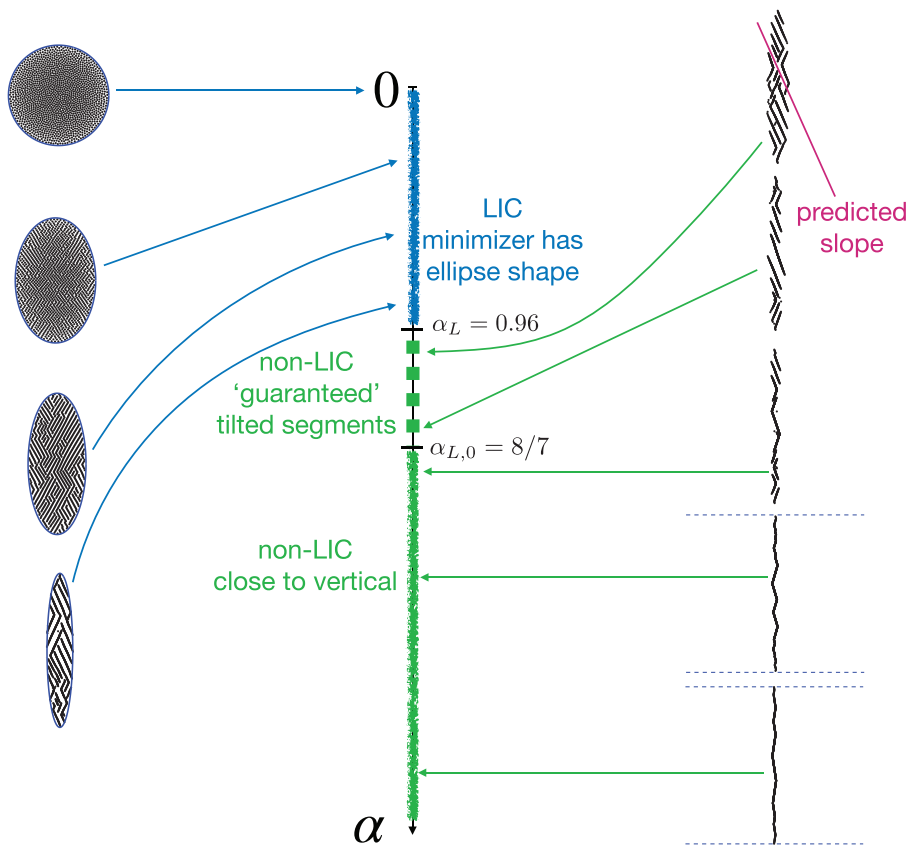 0
LIC
minimizer has
ellipse shape
predicted
slope
α_L = 0.96
non-LIC
‘guaranteed’
tilted segments
α_{L,0} = 8/7
non-LIC
close to vertical
α